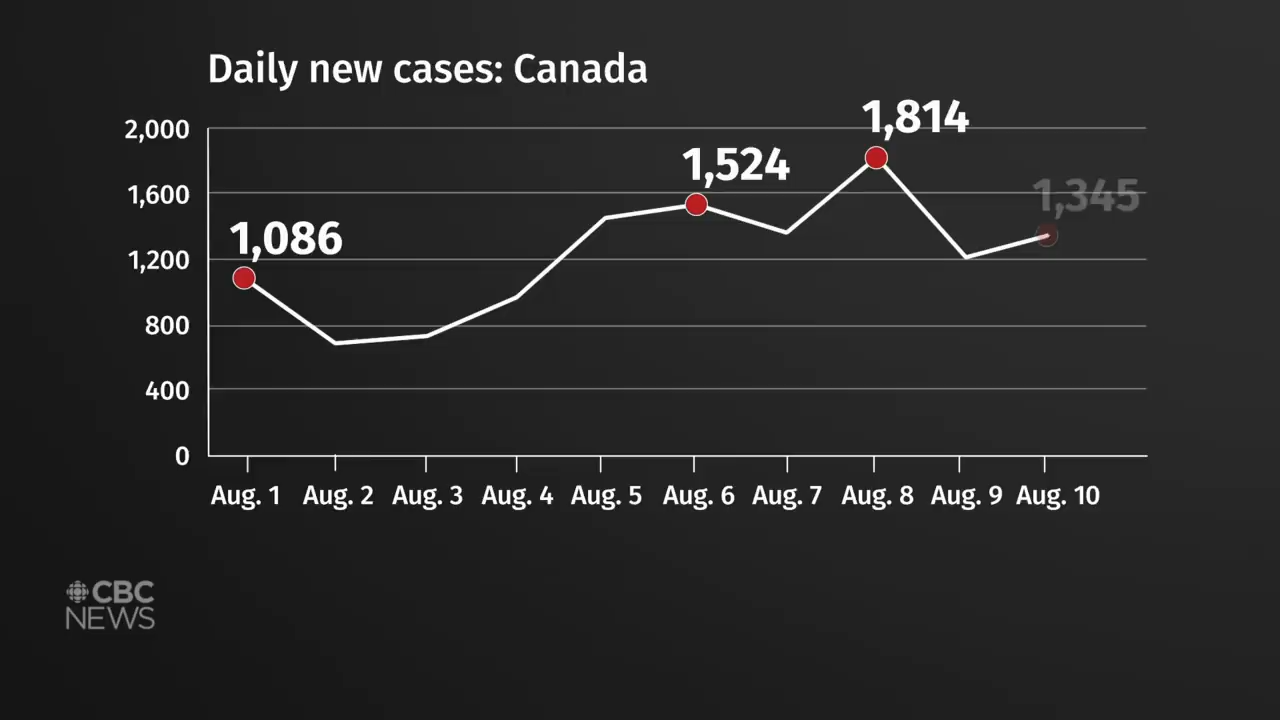 Daily new cases: Canada
2,000
1,814
1,600
1,524
1,345
1,200
1,086
800
400
0
Aug. 1 Aug. 2 Aug. 3 Aug. 4 Aug. 5 Aug. 6 Aug. 7 Aug. 8 Aug. 9 Aug. 10
CBC
NEWS